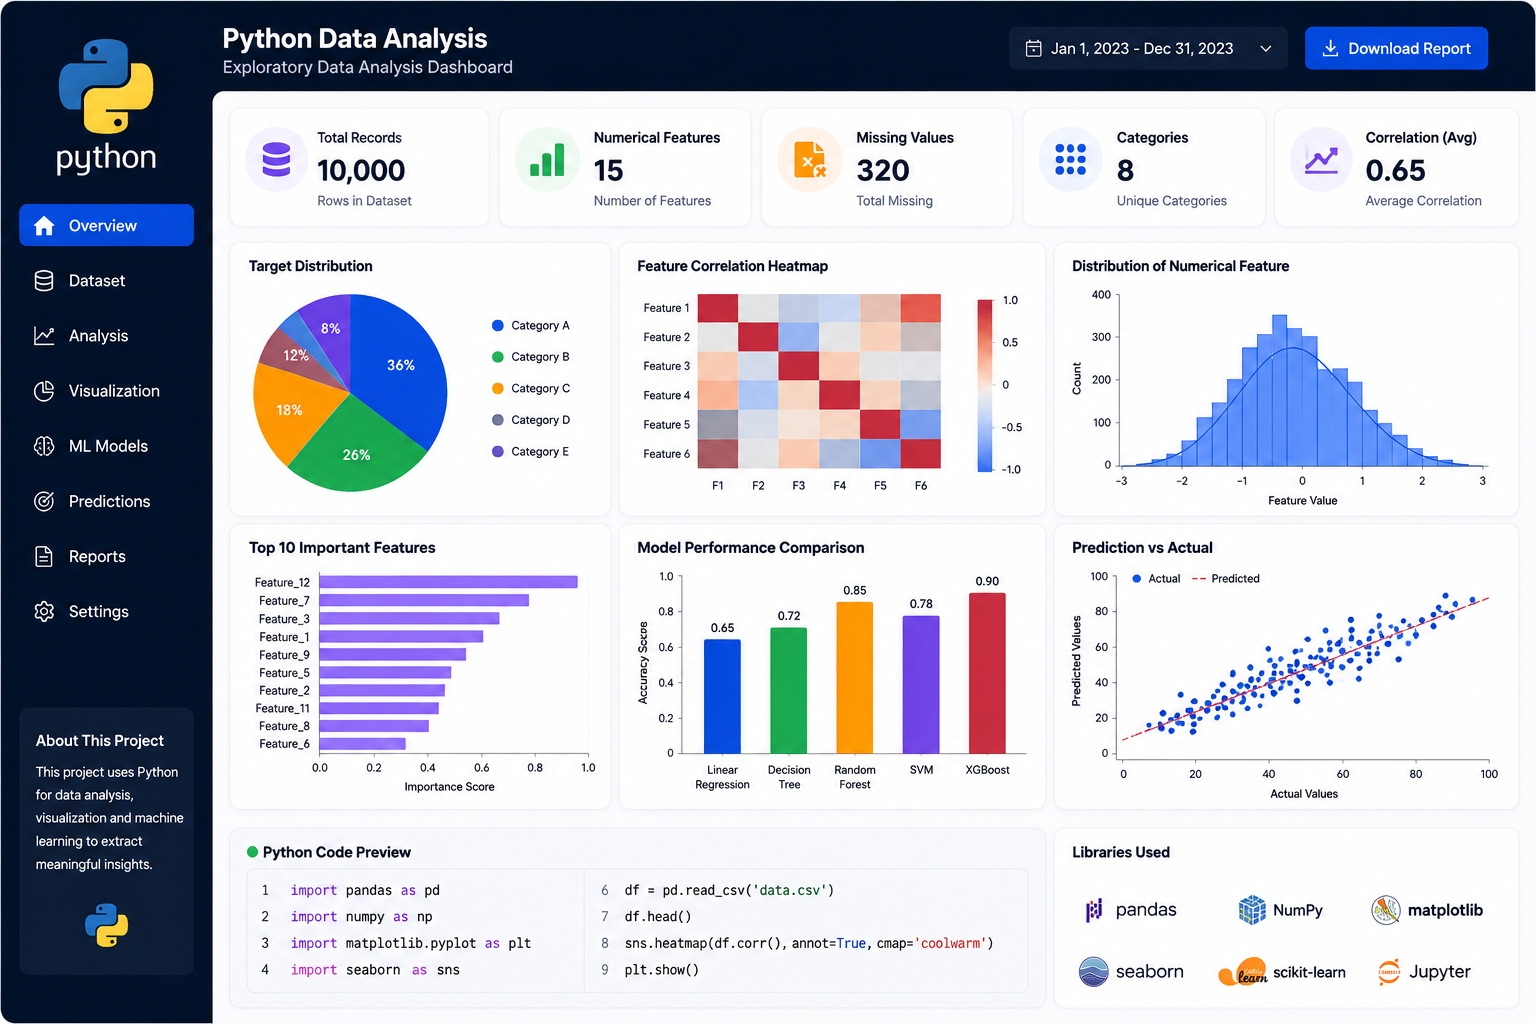 python
Overview
Dataset
Analysis
Visualization
ML Models
Predictions
Reports
Settings
About This Project
This project uses Python
for data analysis,
visualization and machine
learning to extract
meaningful insights.
Python Data Analysis
Exploratory Data Analysis Dashboard
Jan 1, 2023 - Dec 31, 2023
Download Report
Total Records
10,000
Rows in Dataset
Numerical Features
15
Number of Features
Missing Values
320
Total Missing
Categories
8
Unique Categories
Correlation (Avg)
0.65
Average Correlation
Target Distribution
8%
12%
36%
18%
26%
Category A
Category B
Category C
Category D
Category E
Feature Correlation Heatmap
Feature 1
Feature 2
Feature 3
Feature 4
Feature 5
Feature 6
F1 F2 F3 F4 F5 F6
1.0
0.5
0
−0.5
−1.0
Distribution of Numerical Feature
Count
400
300
200
100
0
−3 −2 −1 0 1 2 3
Feature Value
Top 10 Important Features
Feature_12
Feature_7
Feature_3
Feature_1
Feature_9
Feature_5
Feature_2
Feature_11
Feature_8
Feature_6
0.0 0.2 0.4 0.6 0.8 1.0
Importance Score
Model Performance Comparison
Accuracy Score
1.0
0.8
0.6
0.4
0.2
0
0.65
0.72
0.85
0.78
0.90
Linear
Regression
Decision
Tree
Random
Forest
SVM
XGBoost
Prediction vs Actual
Actual
Predicted
Predicted Values
100
80
60
40
20
0
0 20 40 60 80 100
Actual Values
Python Code Preview
1 import pandas as pd
2 import numpy as np
3 import matplotlib.pyplot as plt
4 import seaborn as sns
6 df = pd.read_csv('data.csv')
7 df.head()
8 sns.heatmap(df.corr(), annot=True, cmap='coolwarm')
9 plt.show()
Libraries Used
pandas
NumPy
matplotlib
seaborn
learn
scikit-learn
Jupyter